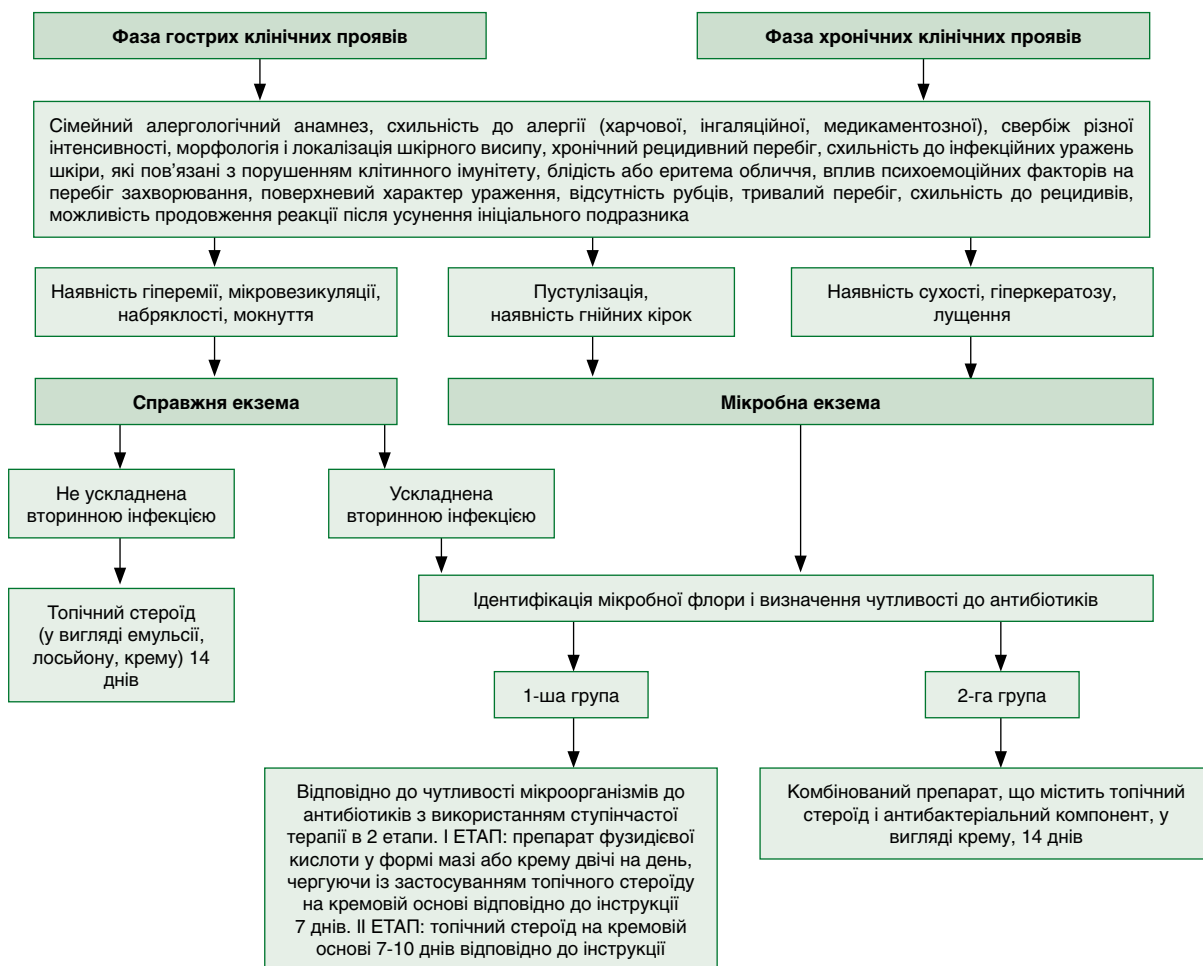 Фаза гострих клінічних проявів
Фаза хронічних клінічних проявів
Сімейний алергологічний анамнез, схильність до алергії (харчової, інгаляційної, медикаментозної), свербіж різної
інтенсивності, морфологія і локалізація шкірного висипу, хронічний рецидивний перебіг, схильність до інфекційних уражень
шкіри, які пов’язані з порушенням клітинного імунітету, блідість або еритема обличчя, вплив психоемоційних факторів на
перебіг захворювання, поверхневий характер ураження, відсутність рубців, тривалий перебіг, схильність до рецидивів,
можливість продовження реакції після усунення ініціального подразника
Наявність гіперемії, мікровезикуляції,
набряклості, мокнуття
Пустулізація,
наявність гнійних кірок
Наявність сухості, гіперкератозу,
лущення
Справжня екзема
Мікробна екзема
Не ускладнена
вторинною інфекцією
Ускладнена
вторинною інфекцією
Топічний стероїд
(у вигляді емульсії,
лосьйону, крему) 14
днів
Ідентифікація мікробної флори і визначення чутливості до антибіотиків
1-ша група
2-га група
Відповідно до чутливості мікроорганізмів до
антибіотиків з використанням ступінчастої
терапії в 2 етапи. І ЕТАП: препарат фузидієвої
кислоти у формі мазі або крему двічі на день,
чергуючи із застосуванням топічного стероїду
на кремовій основі відповідно до інструкції
7 днів. ІІ ЕТАП: топічний стероїд на кремовій
основі 7-10 днів відповідно до інструкції
Комбінований препарат, що містить топічний
стероїд і антибактеріальний компонент, у
вигляді крему, 14 днів